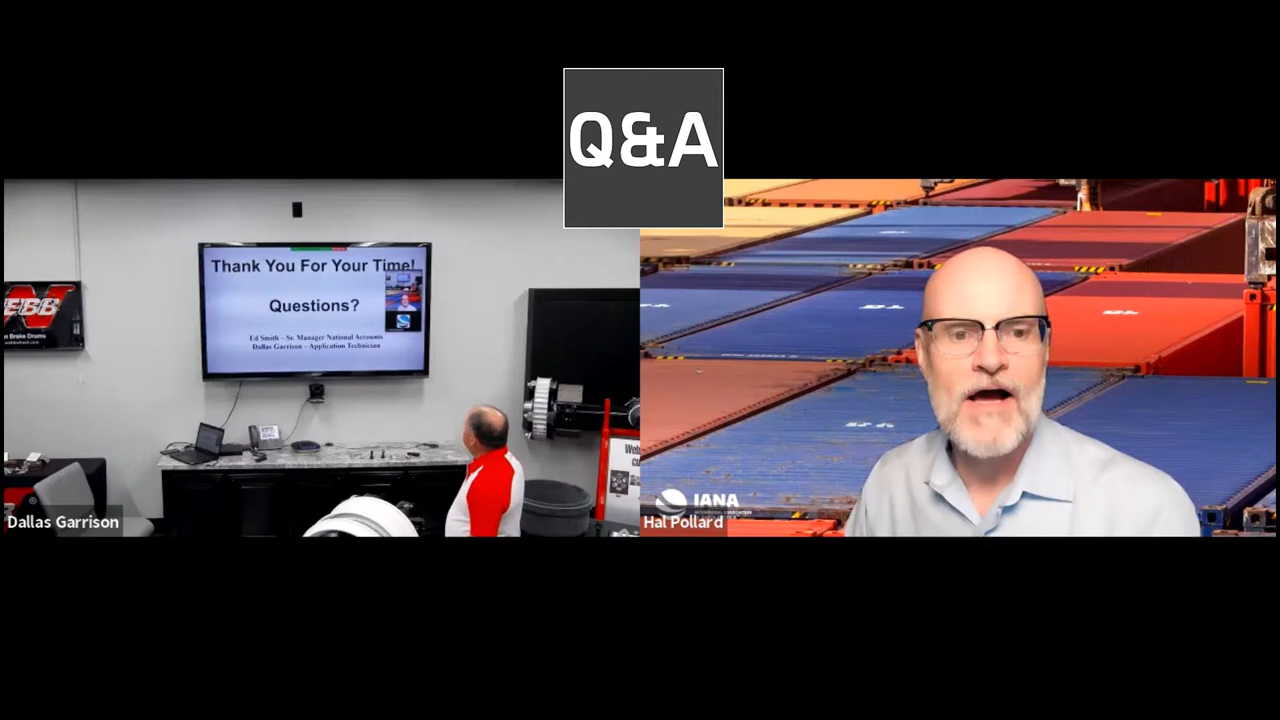 Q&A
Thank You For Your Time!
Questions?
Ed Smith – Sr. Manager National Accounts
Dallas Garrison – Application Technician
Dallas Garrison
IANA
Hal Pollard